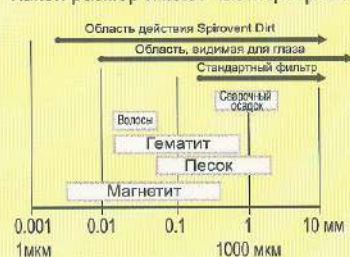 Область действия Spirovent Dirt
Область, видимая для глаза
Стандартный фильтр
Сварочный
осадок
Волосы
Гематит
Песок
Магнетит
0.001 0.01 0.1 1 10 мм
1мкм 1000 мкм